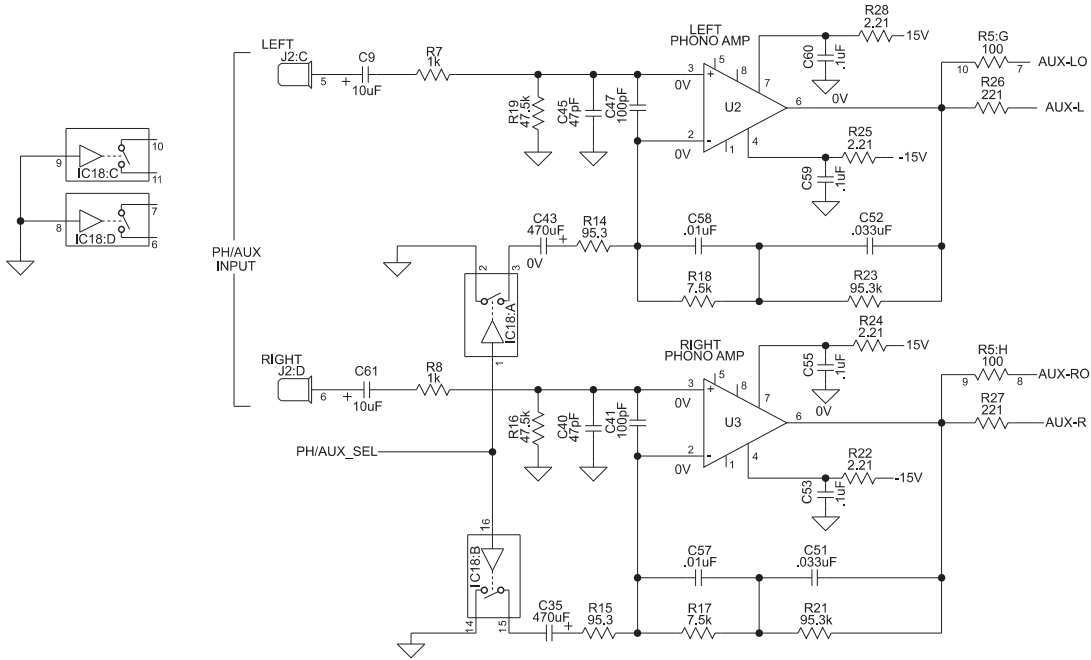 LEFT
J2:C
5
+
C9
10uF
R7
1k
R19
47.5k
C45
47pF
C47
100pF
LEFT
PHONO AMP
3
0V
+
5
8
7
U2
6
2
0V
-
1
4
C60
.1uF
0V
R28
2.21
15V
R25
2.21
-15V
C59
.1uF
R5:G
100
10
7
AUX-LO
R26
221
AUX-L
9
10
11
IC18:C
8
7
6
IC18:D
PH/AUX
INPUT
C43
470uF
+
0V
R14
95.3
C58
.01uF
C52
.033uF
R18
7.5k
R23
95.3k
2
3
IC18:A
1
RIGHT
J2:D
6
+
C61
10uF
R8
1k
R16
47.5k
C40
47pF
C41
100pF
RIGHT
PHONO AMP
3
0V
+
5
8
7
U3
6
2
0V
-
1
4
C55
.1uF
0V
R24
2.21
15V
R22
2.21
-15V
C53
.1uF
R5:H
100
9
8
AUX-RO
R27
221
AUX-R
PH/AUX_SEL
16
IC18:B
14
15
C35
470uF
+
R15
95.3
C57
.01uF
C51
.033uF
R17
7.5k
R21
95.3k